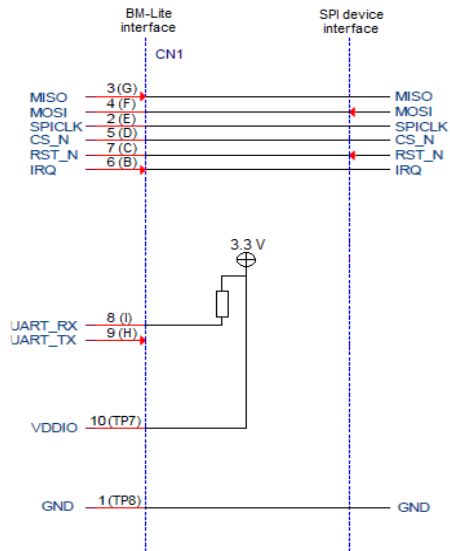 BM-Lite SPI device
interface interface
CN1
MISO 3 (G) MISO
MOSI 4 (F) MOSI
SPICLK 2 (E) SPICLK
CS_N 5 (D) CS_N
RST_N 7 (C) RST_N
IRQ 6 (B) IRQ
3.3 V
UART_RX 8 (I)
UART_TX 9 (H)
VDDIO 10 (TP7)
GND 1 (TP8) GND